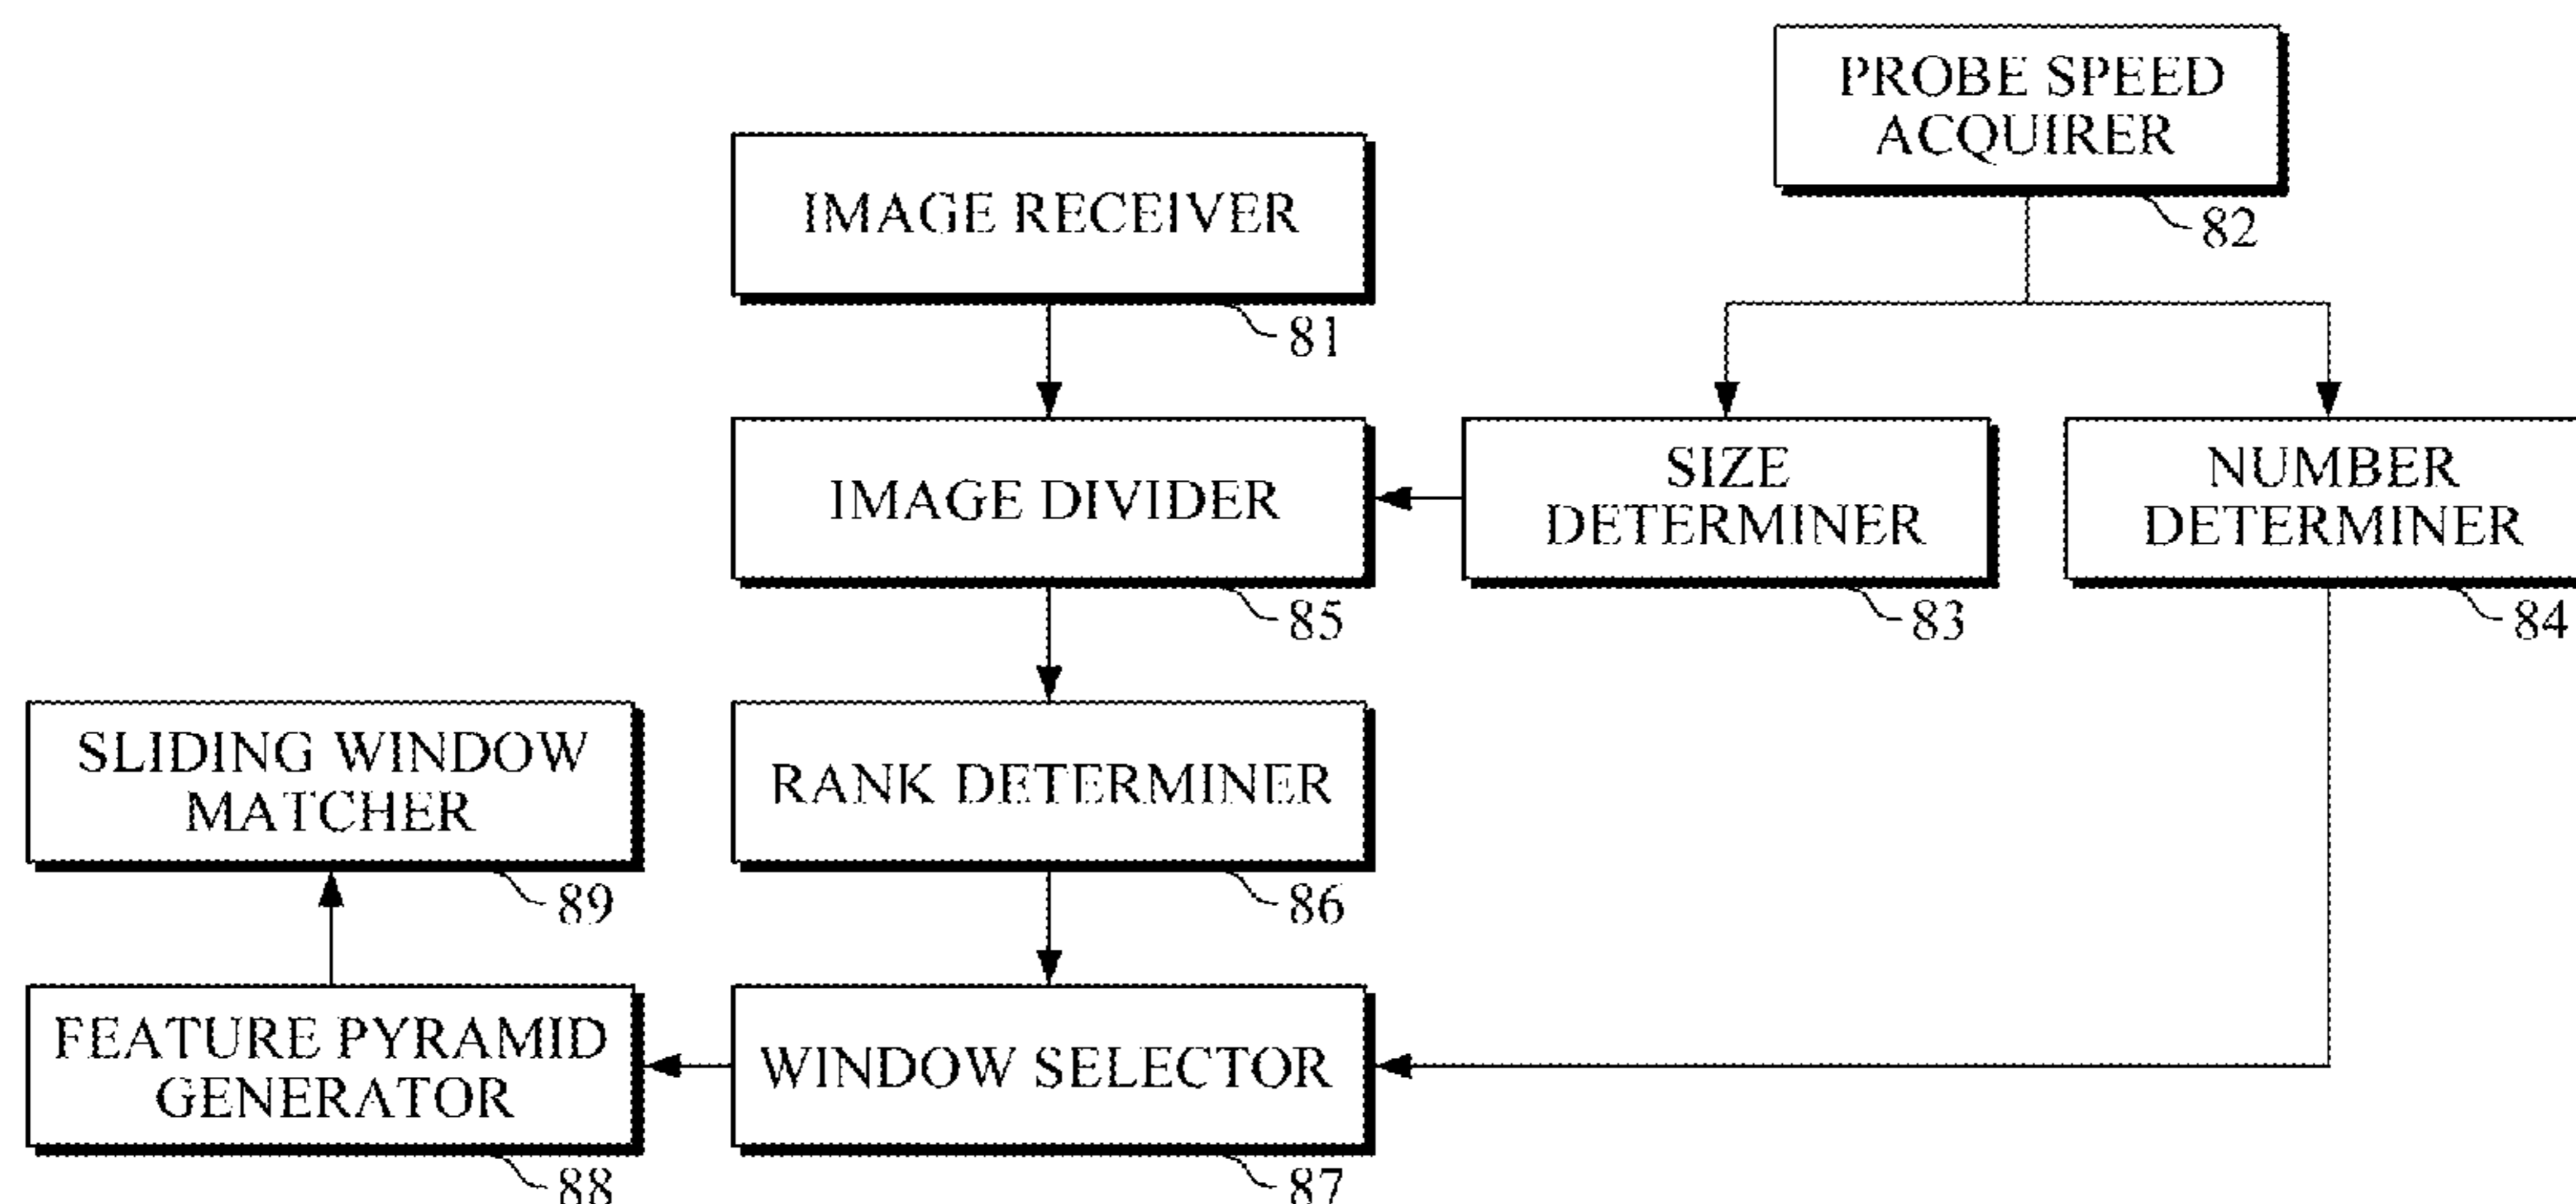 PROBE SPEED
ACQUIRER
82
IMAGE RECEIVER
81
IMAGE DIVIDER
85
SIZE
DETERMINER
83
NUMBER
DETERMINER
84
SLIDING WINDOW
MATCHER
89
RANK DETERMINER
86
FEATURE PYRAMID
GENERATOR
88
WINDOW SELECTOR
87